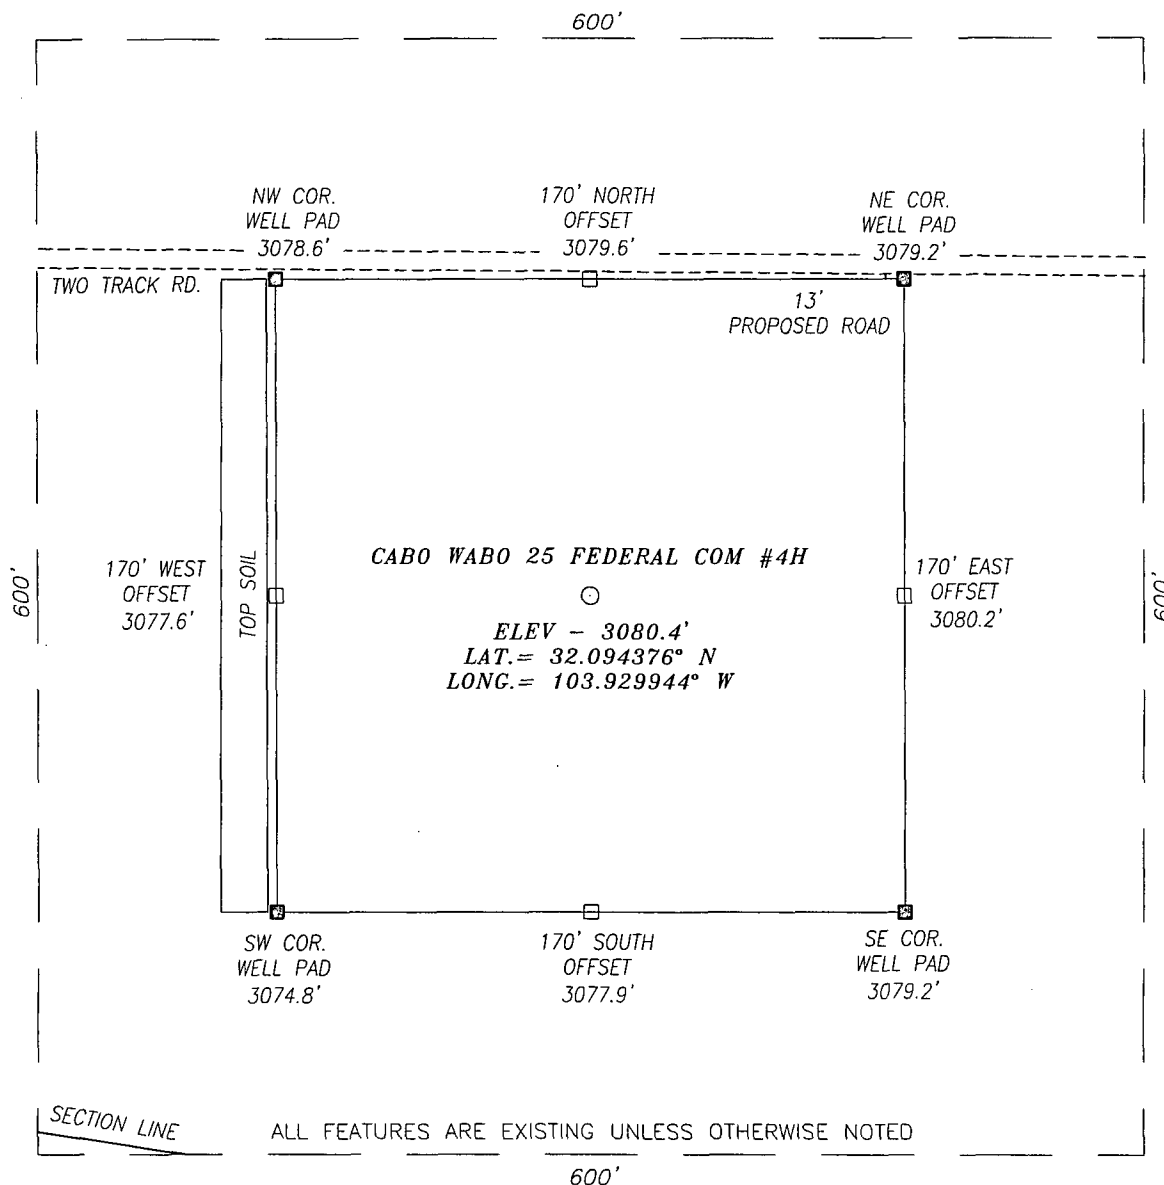 600'
NW COR.
WELL PAD
3078.6'
170' NORTH
OFFSET
3079.6'
NE COR.
WELL PAD
3079.2'
TWO TRACK RD.
13'
PROPOSED ROAD
600'
170' WEST
OFFSET
3077.6'
TOP SOIL
CABO WABO 25 FEDERAL COM #4H
ELEV - 3080.4'
LAT.= 32.094376° N
LONG.= 103.929944° W
170' EAST
OFFSET
3080.2'
600'
SW COR.
WELL PAD
3074.8'
170' SOUTH
OFFSET
3077.9'
SE COR.
WELL PAD
3079.2'
SECTION LINE
ALL FEATURES ARE EXISTING UNLESS OTHERWISE NOTED
600'